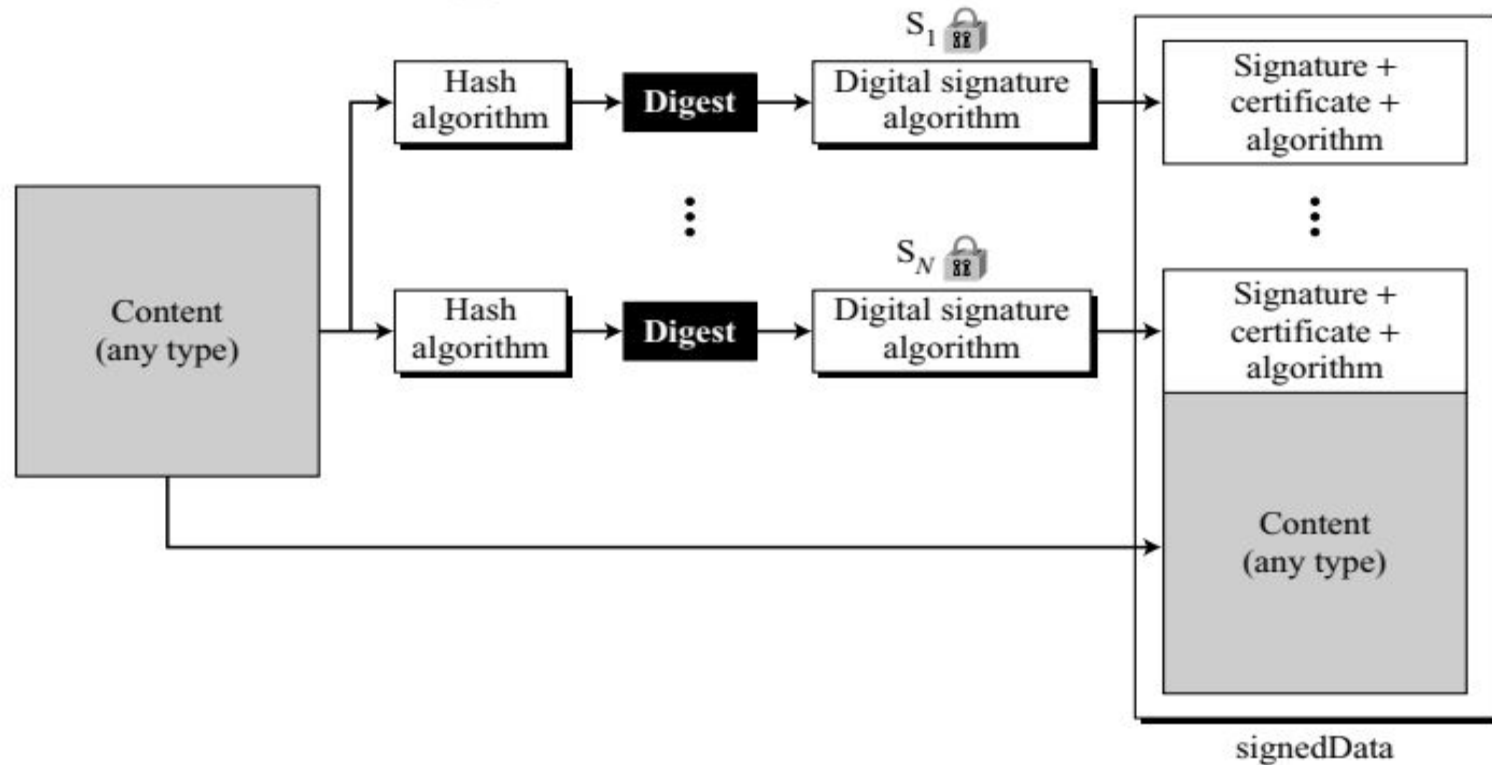 S1
Hash
algorithm
Digest
Digital signature
algorithm
Signature +
certificate +
algorithm
Content
(any type)
SN
Hash
algorithm
Digest
Digital signature
algorithm
Signature +
certificate +
algorithm
Content
(any type)
signedData